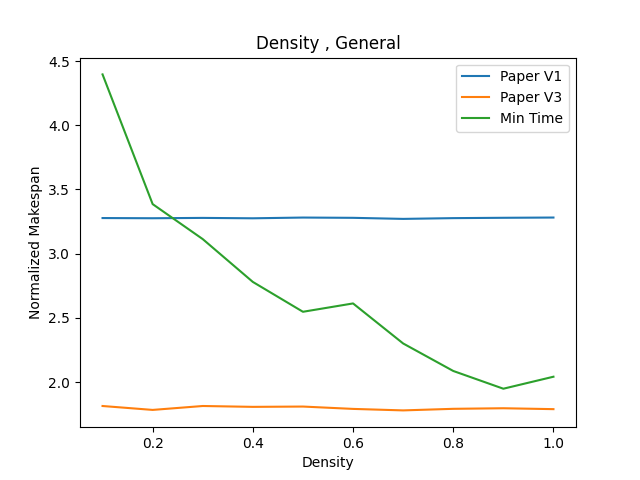 Density , General
Paper V1
Paper V3
Min Time
Normalized Makespan
4.5
4.0
3.5
3.0
2.5
2.0
0.2
0.4
0.6
0.8
1.0
Density